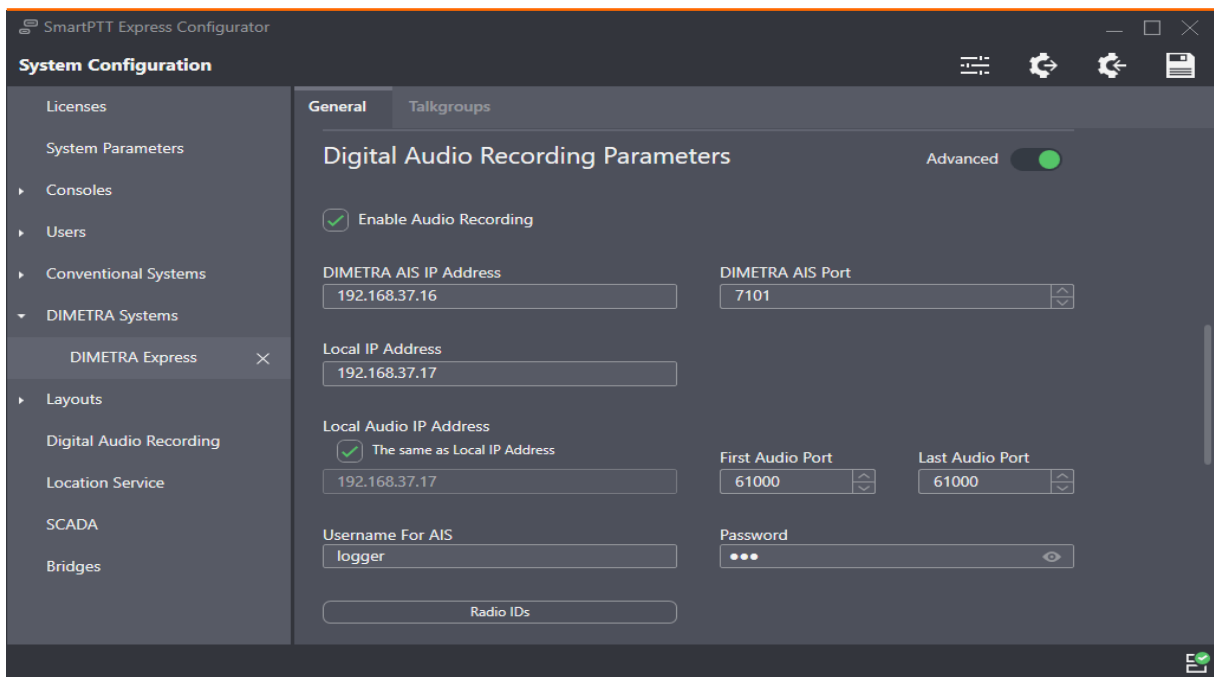 SmartPTT Express Configurator
System Configuration
Licenses
System Parameters
Consoles
Users
Conventional Systems
DIMETRA Systems
DIMETRA Express
Layouts
Digital Audio Recording
Location Service
SCADA
Bridges
General Talkgroups
Digital Audio Recording Parameters Advanced
Enable Audio Recording
DIMETRA AIS IP Address DIMETRA AIS Port
192.168.37.16 7101
Local IP Address
192.168.37.17
Local Audio IP Address
The same as Local IP Address
First Audio Port Last Audio Port
192.168.37.17 61000 61000
Username For AIS Password
logger •••
Radio IDs